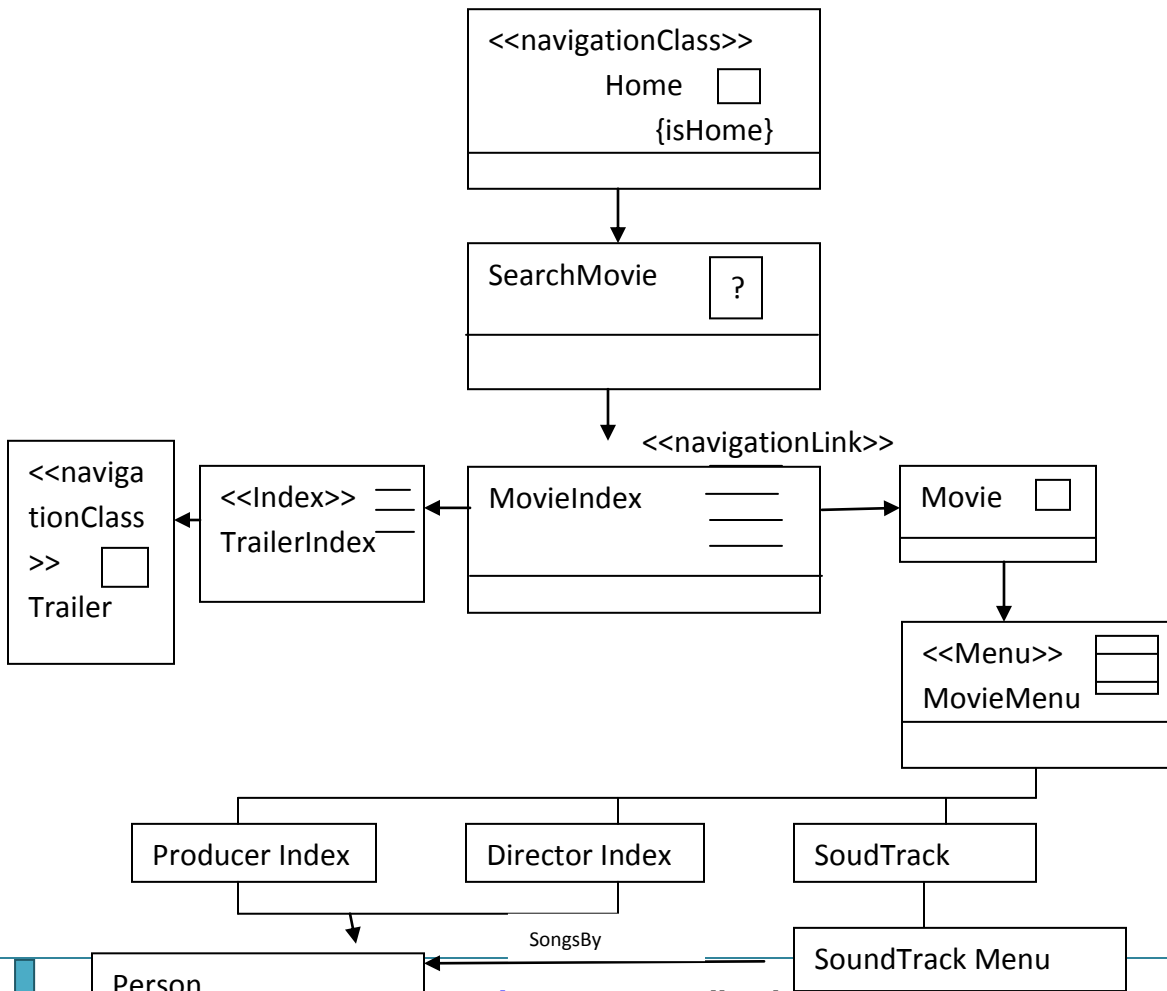 <<navigationClass>>
Home
{isHome}
SearchMovie
?
<<navigationLink>>
<<naviga
tionClass
>>
Trailer
<<Index>>
TrailerIndex
MovieIndex
Movie
<<Menu>>
MovieMenu
Producer Index
Director Index
SoudTrack
SongsBy
SoundTrack Menu
Person